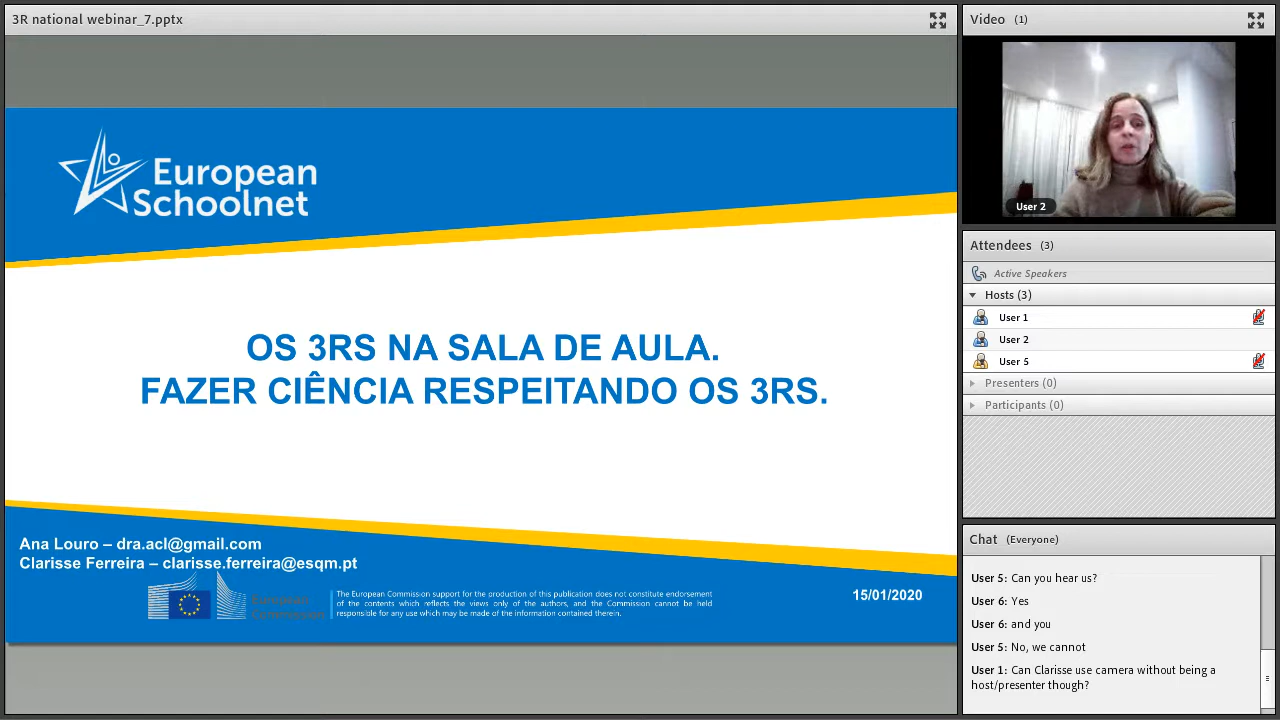 3R national webinar_7.pptx
European
Schoolnet
OS 3RS NA SALA DE AULA.
FAZER CIÊNCIA RESPEITANDO OS 3RS.
Ana Louro – dra.acl@gmail.com
Clarisse Ferreira – clarisse.ferreira@esqm.pt
European
Commission
The European Commission support for the production of this publication does not constitute endorsement
of the contents which reflects the views only of the authors, and the Commission cannot be held
responsible for any use which may be made of the information contained therein.
15/01/2020
Video (1)
User 2
Attendees (3)
Active Speakers
Hosts (3)
User 1
User 2
User 5
Presenters (0)
Participants (0)
Chat (Everyone)
User 5: Can you hear us?
User 6: Yes
User 6: and you
User 5: No, we cannot
User 1: Can Clarisse use camera without being a
host/presenter though?